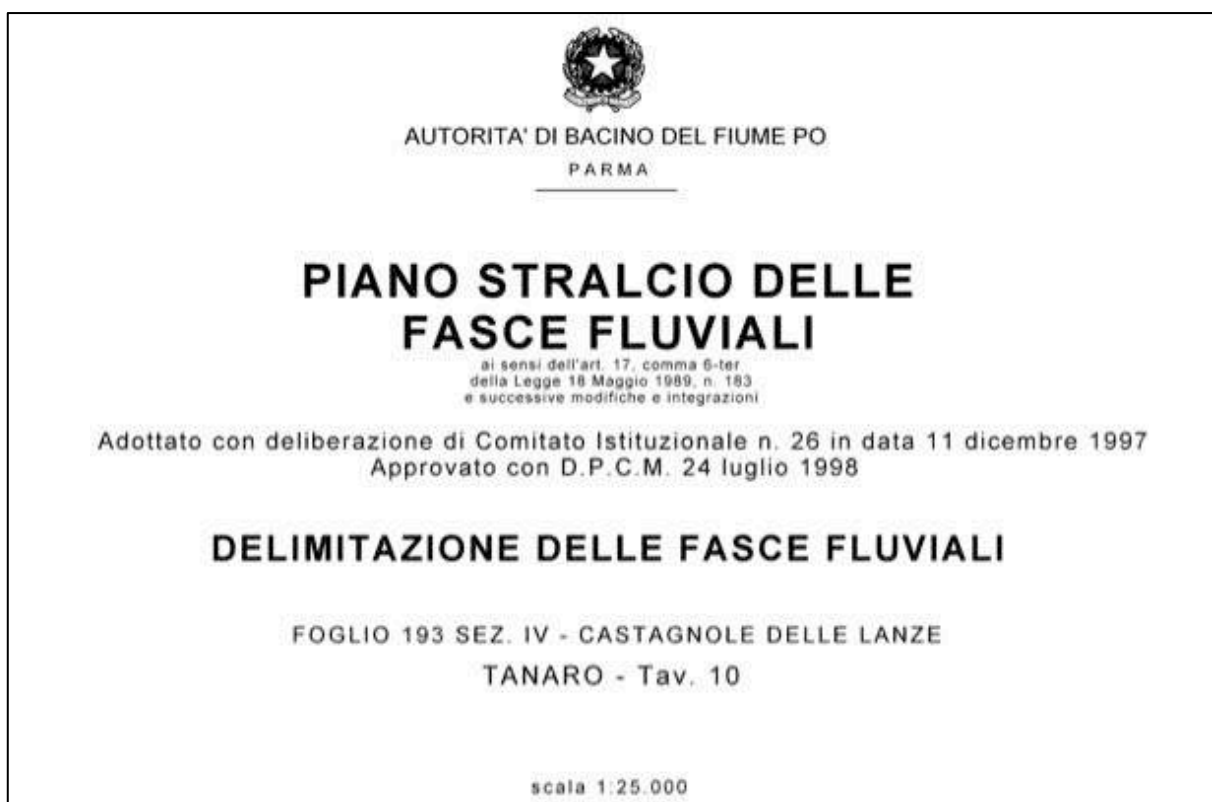 AUTORITA' DI BACINO DEL FIUME PO
PARMA
PIANO STRALCIO DELLE
FASCE FLUVIALI
ai sensi dell'art. 17, comma 6-ter
della Legge 18 Maggio 1989, n. 183
e successive modifiche e integrazioni
Adottato con deliberazione di Comitato Istituzionale n. 26 in data 11 dicembre 1997
Approvato con D.P.C.M. 24 luglio 1998
DELIMITAZIONE DELLE FASCE FLUVIALI
FOGLIO 193 SEZ. IV - CASTAGNOLE DELLE LANZE
TANARO - Tav. 10
scala 1:25.000